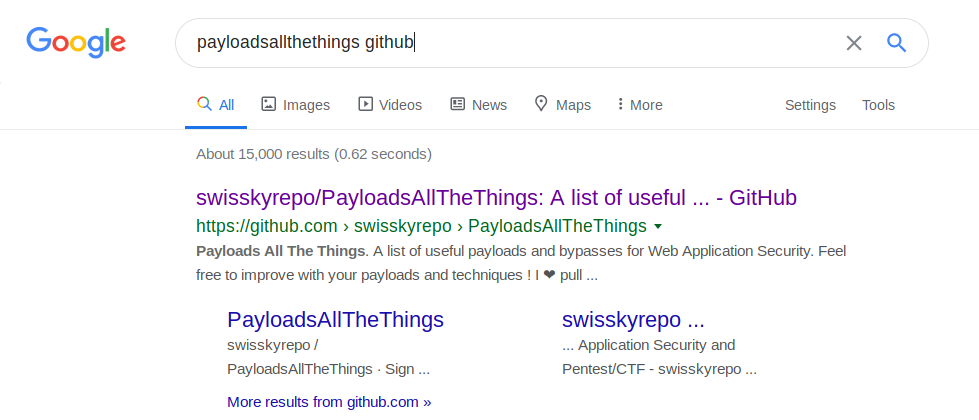 Google
payloadsallthethings github
All Images Videos News Maps More Settings Tools
About 15,000 results (0.62 seconds)
swisskyrepo/PayloadsAllTheThings: A list of useful ... - GitHub
https://github.com › swisskyrepo › PayloadsAllTheThings
Payloads All The Things. A list of useful payloads and bypasses for Web Application Security. Feel
free to improve with your payloads and techniques ! I ❤ pull ...
PayloadsAllTheThings
swisskyrepo /
PayloadsAllTheThings · Sign ...
swisskyrepo ...
... Application Security and
Pentest/CTF - swisskyrepo ...
More results from github.com »